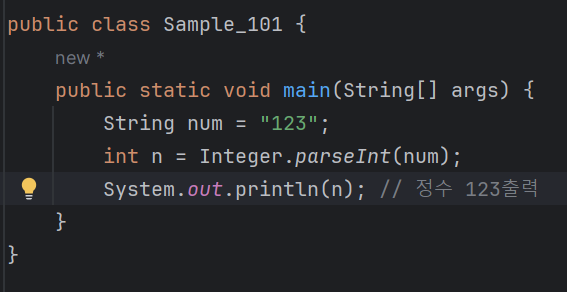 public class Sample_101 {
new *
public static void main(String[] args) {
String num = "123";
int n = Integer.parseInt(num);
System.out.println(n); // 정수 123출력
}
}